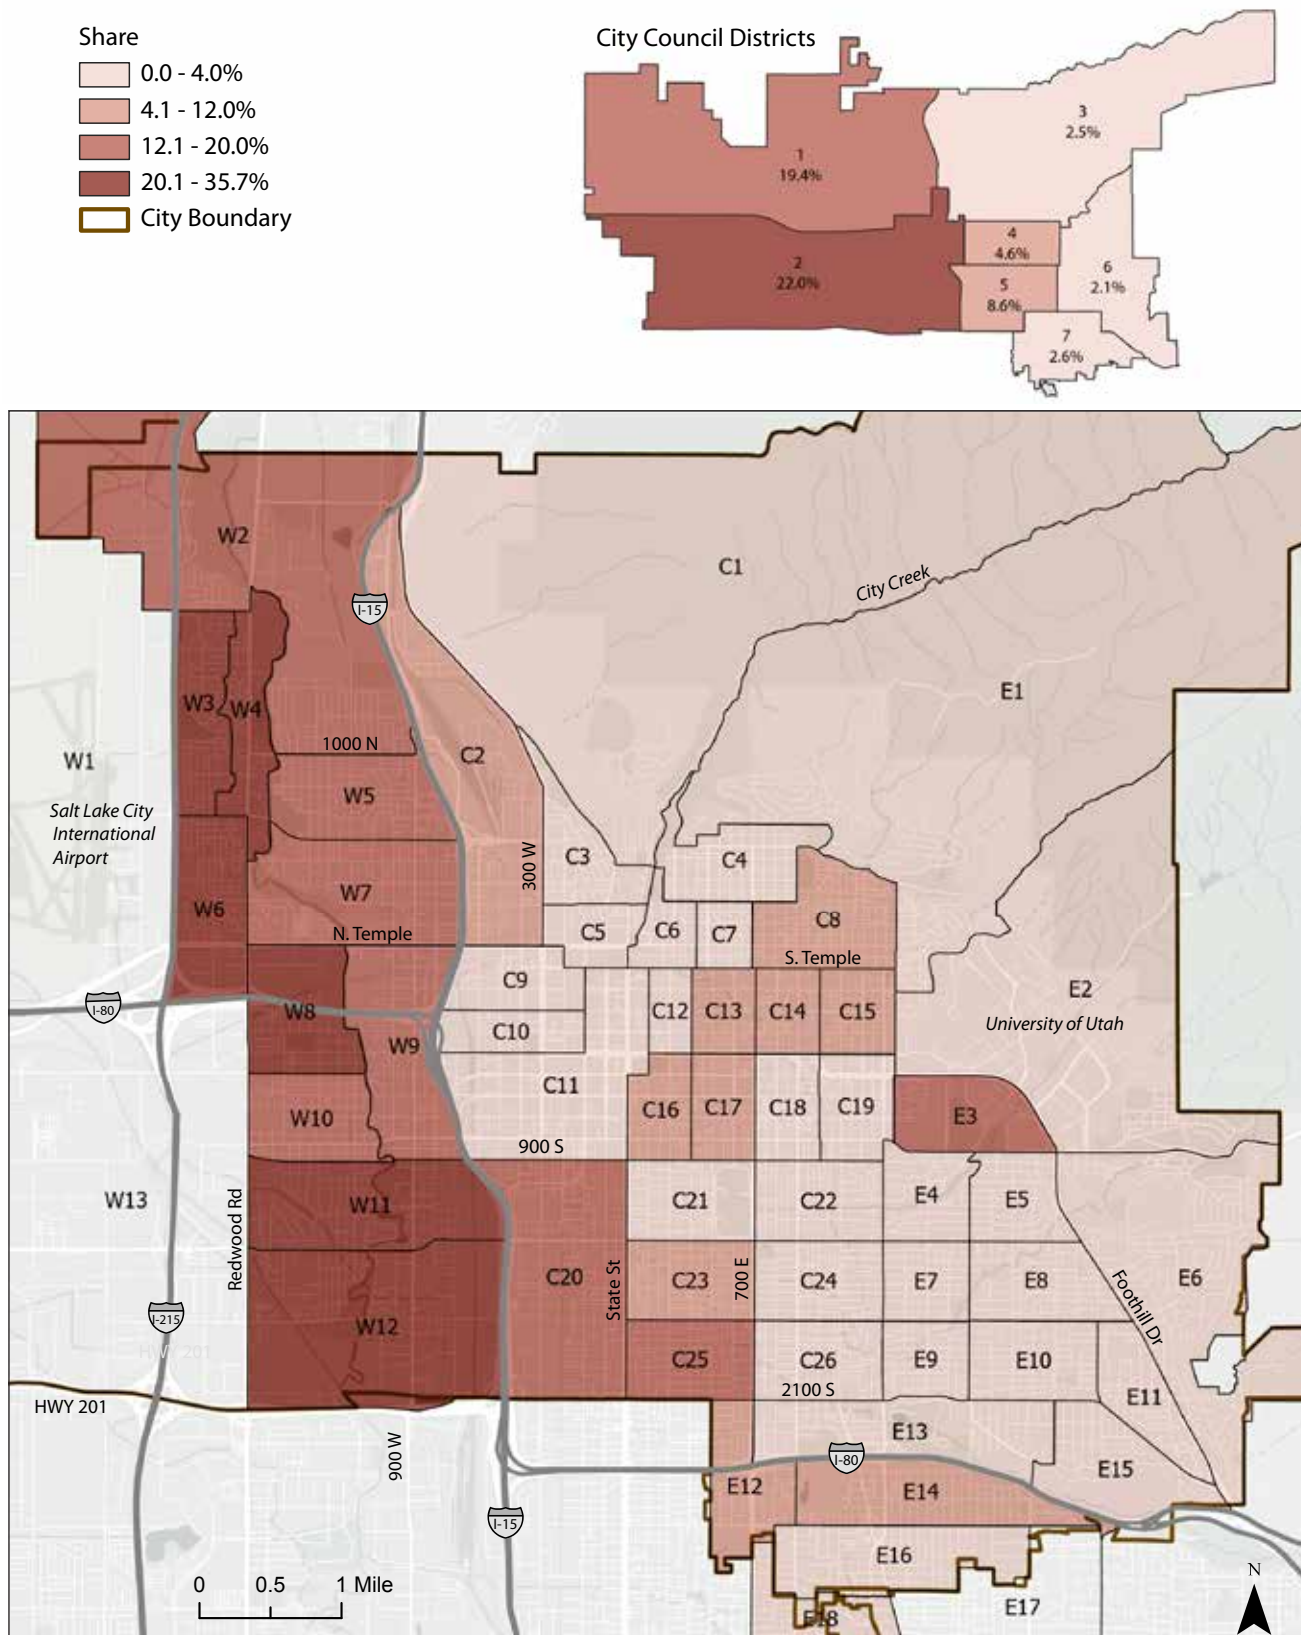 Share
0.0 - 4.0%
4.1 - 12.0%
12.1 - 20.0%
20.1 - 35.7%
City Boundary
City Council Districts
1
19.4%
2
22.0%
3
2.5%
4
4.6%
5
8.6%
6
2.1%
7
2.6%
W2
C1
City Creek
I-15
E1
W3
W4
1000 N
C2
W1
W5
Salt Lake City
International
Airport
300 W
C3
C4
W7
W6
C8
N. Temple
C5
C6
C7
S. Temple
C9
E2
I-80
W8
C12
C13
C14
C15
University of Utah
C10
W9
C11
W10
C16
C17
C18
C19
E3
900 S
W13
Redwood Rd
W11
C21
C22
E4
E5
C20
State St
C23
700 E
C24
E7
E8
Foothill Dr
E6
I-215
W12
HWY 201
C25
C26
E9
E10
2100 S
E11
HWY 201
900 W
E13
I-80
E15
E12
E14
I-15
E16
0 0.5 1 Mile
E18
E17
N